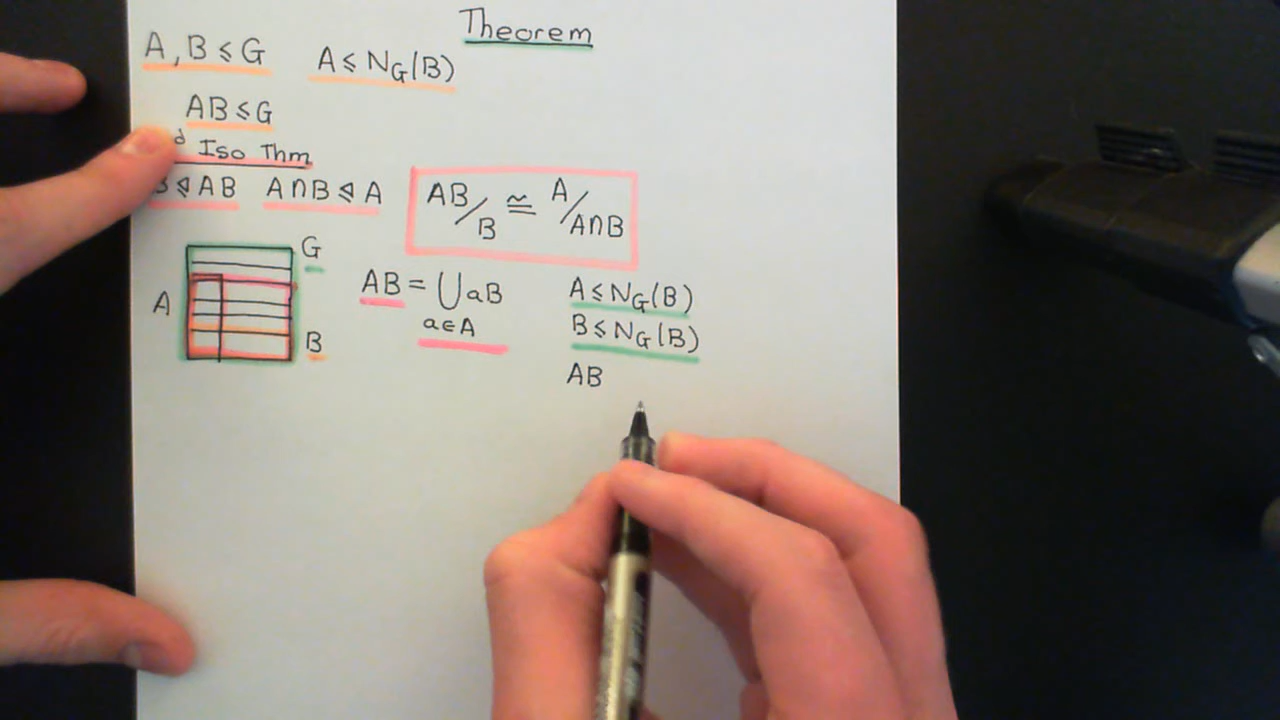 Theorem
A, B ≤ G A ≤ N_G(B)
AB ≤ G
Iso Thm
⊲ AB A∩B ⊲ A
AB/B ≅ A/A∩B
G
A
B
AB = ⋃ aB
a∈A
A ≤ N_G(B)
B ≤ N_G(B)
AB